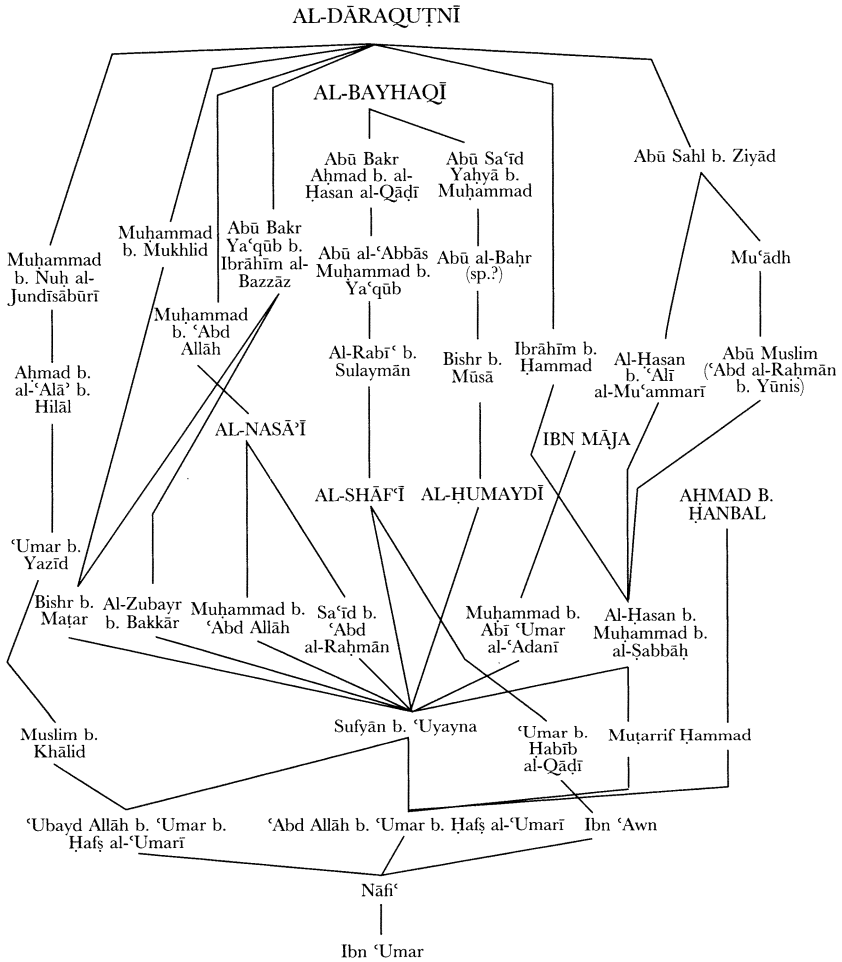 AL-DĀRAQUṬNĪ
AL-BAYHAQĪ
Abū Bakr
Aḥmad b. al-
Ḥasan al-Qāḍī
Abū Saʿīd
Yaḥyā b.
Muḥammad
Abū Sahl b. Ziyād
Muḥammad
b. Nuḥ al-
Jundīsābūrī
Muḥammad
b. Mukhlid
Abū Bakr
Yaʿqūb b.
Ibrāhīm al-
Bazzāz
Abū al-ʿAbbās
Muḥammad b.
Yaʿqūb
Abū al-Baḥr
(sp.?)
Muʿādh
Muḥammad
b. ʿAbd
Allāh
Aḥmad b.
al-ʿAlāʾ b.
Hilāl
Al-Rabīʿ b.
Sulaymān
Bishr b.
Mūsā
Ibrāhīm b.
Ḥammad
Al-Ḥasan
b. ʿAlī
al-Muʿammarī
Abū Muslim
(ʿAbd al-Raḥmān
b. Yūnis)
AL-NASĀʾĪ
IBN MĀJA
AL-SHĀFʿĪ
AL-ḤUMAYDĪ
AḤMAD B.
ḤANBAL
ʿUmar b.
Yazīd
Bishr b.
Maṭar
Al-Zubayr
b. Bakkār
Muḥammad b.
ʿAbd Allāh
Saʿīd b.
ʿAbd
al-Raḥmān
Muḥammad b.
Abī ʿUmar
al-ʿAdanī
Al-Ḥasan b.
Muḥammad b.
al-Ṣabbāḥ
Muslim b.
Khālid
Sufyān b. ʿUyayna
ʿUmar b.
Ḥabīb
al-Qāḍī
Muṭarrif Ḥammad
ʿUbayd Allāh b. ʿUmar b.
Ḥafṣ al-ʿUmarī
ʿAbd Allāh b. ʿUmar b. Ḥafṣ al-ʿUmarī
Ibn ʿAwn
Nāfiʿ
Ibn ʿUmar